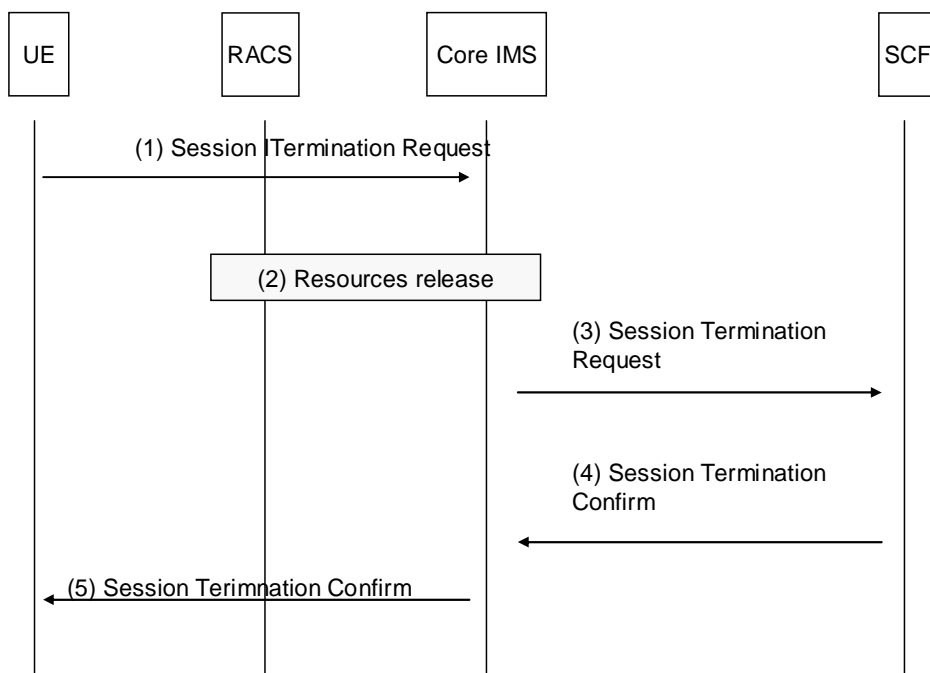 UE
RACS
Core IMS
SCF
(1) Session ITermination Request
(2) Resources release
(3) Session Termination
Request
(4) Session Termination
Confirm
(5) Session Terimnation Confirm